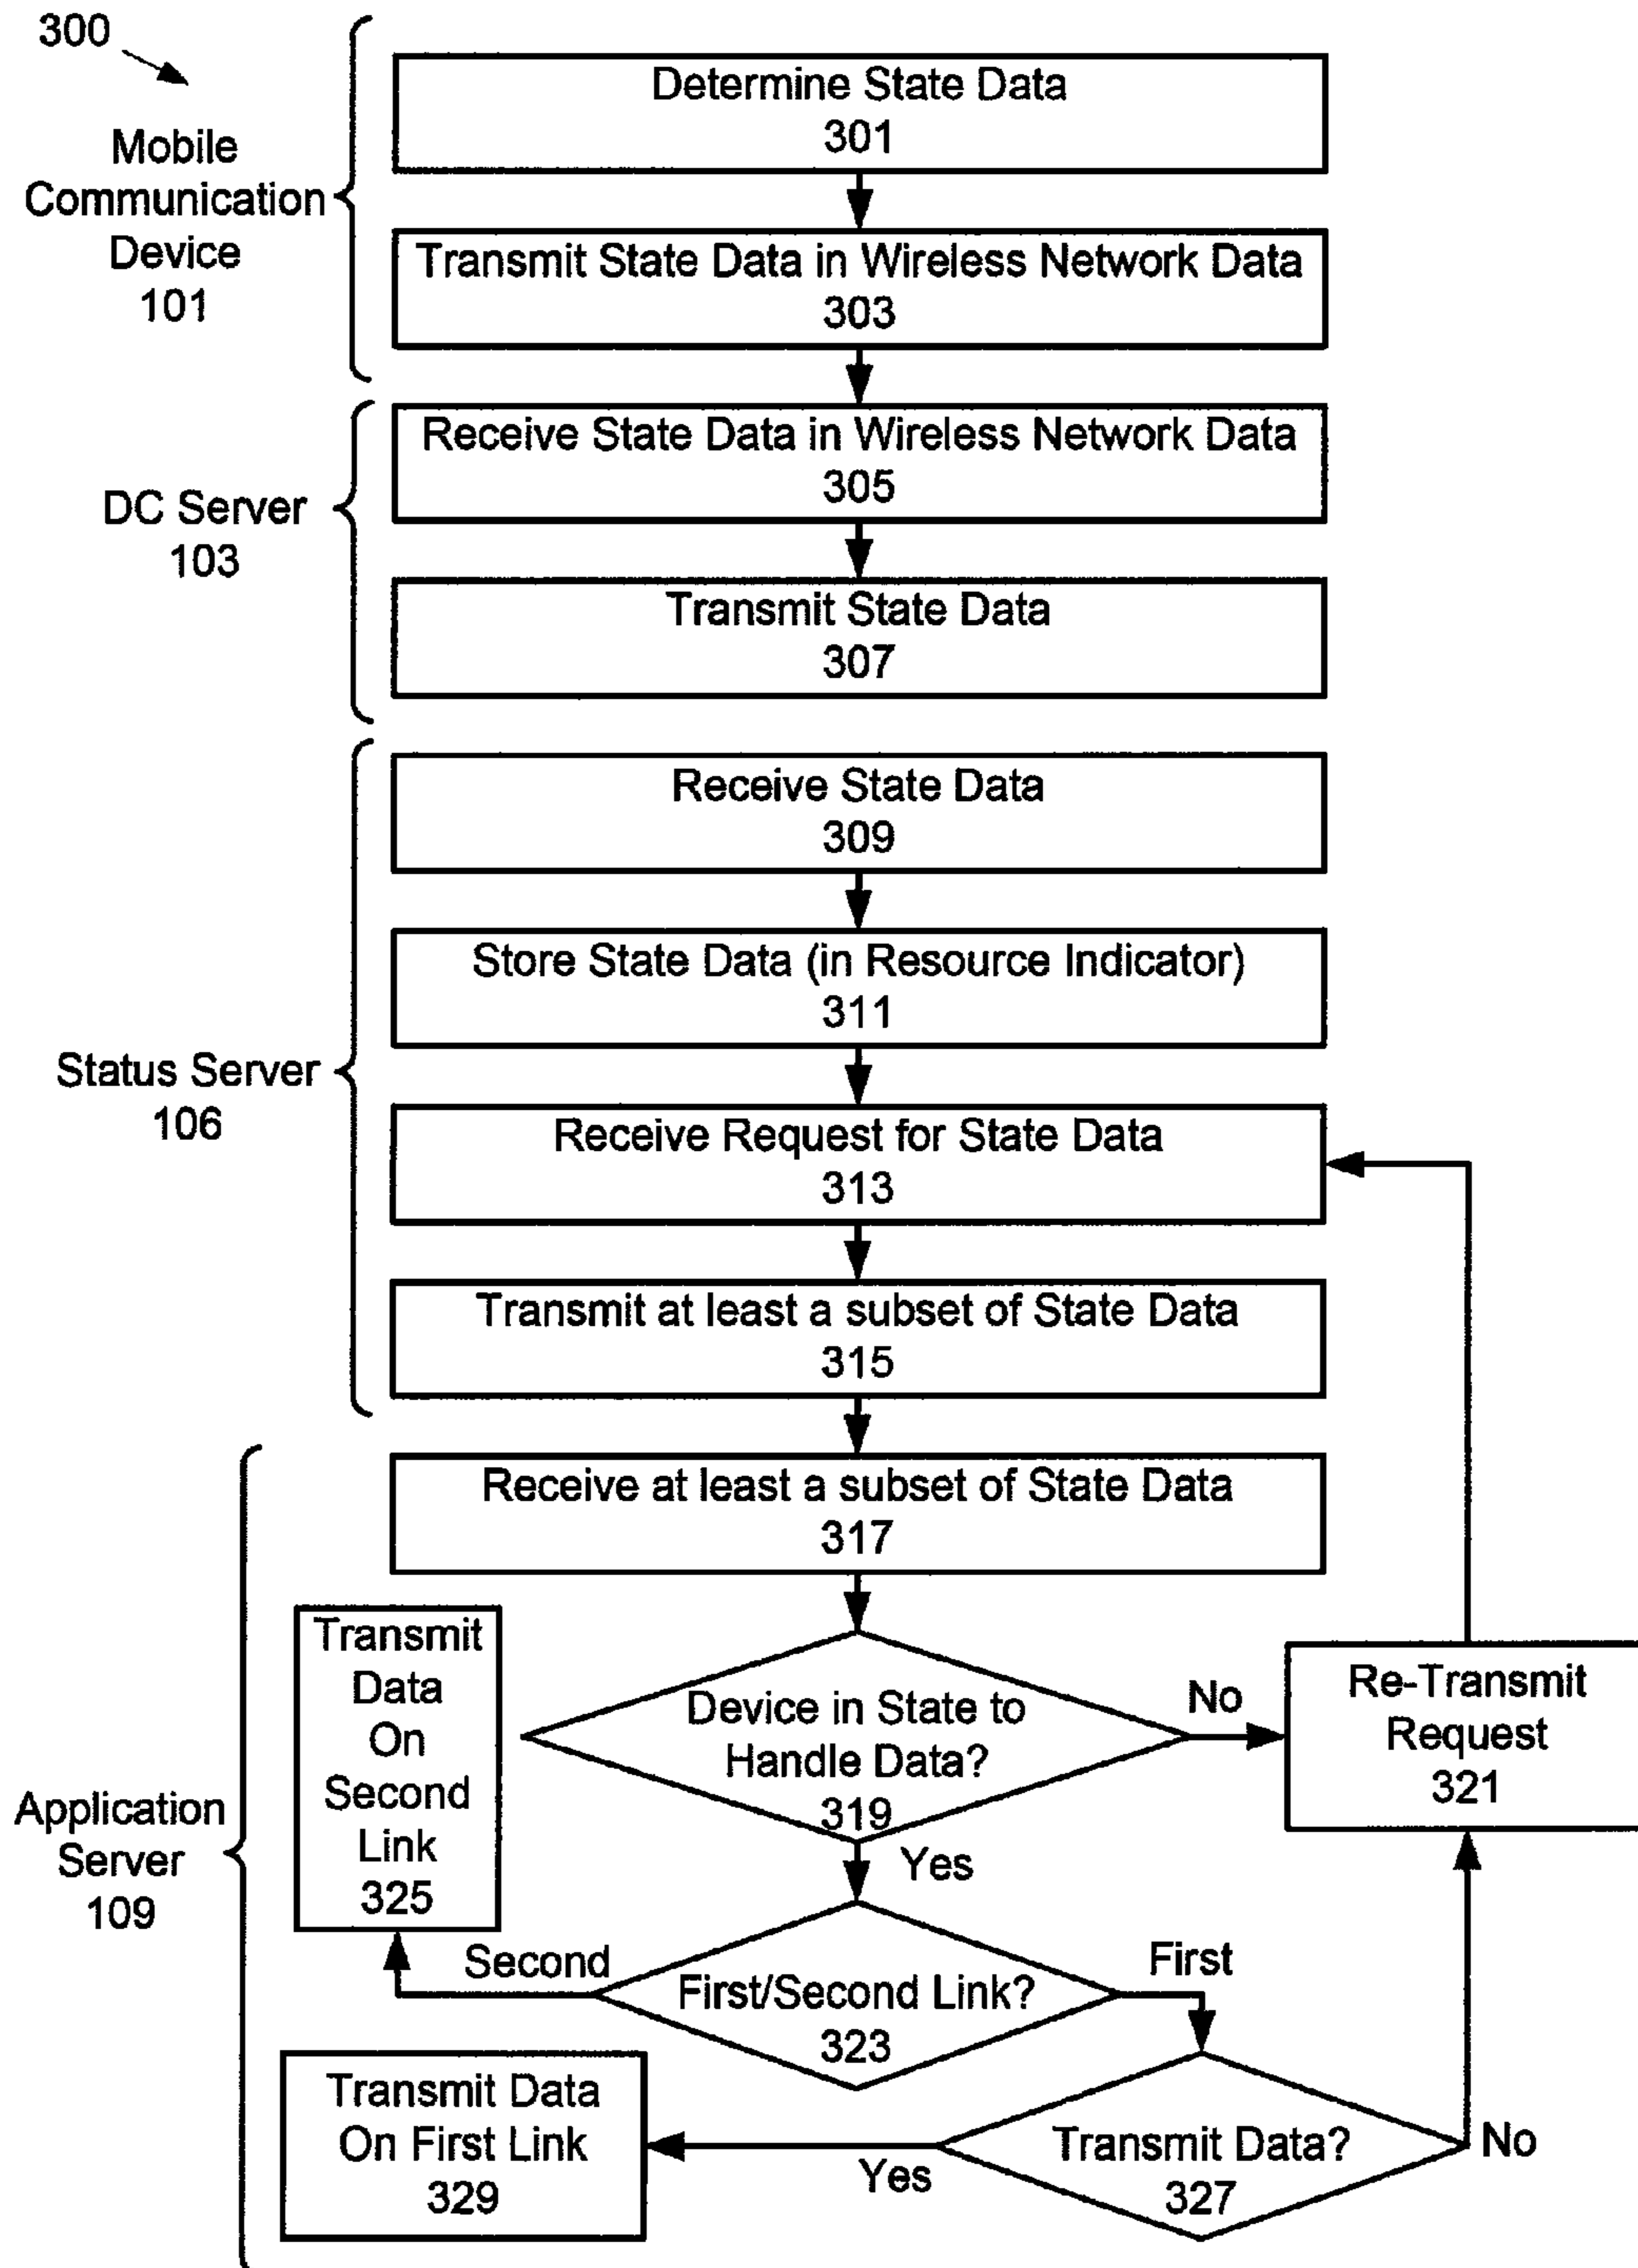 300
Mobile
Communication
Device
101
Determine State Data
301
Transmit State Data in Wireless Network Data
303
DC Server
103
Receive State Data in Wireless Network Data
305
Transmit State Data
307
Status Server
106
Receive State Data
309
Store State Data (in Resource Indicator)
311
Receive Request for State Data
313
Transmit at least a subset of State Data
315
Application
Server
109
Receive at least a subset of State Data
317
Device in State to
Handle Data?
319
No
Re-Transmit
Request
321
Yes
First/Second Link?
323
Second
Transmit
Data
On
Second
Link
325
First
Transmit Data?
327
No
Yes
Transmit Data
On First Link
329